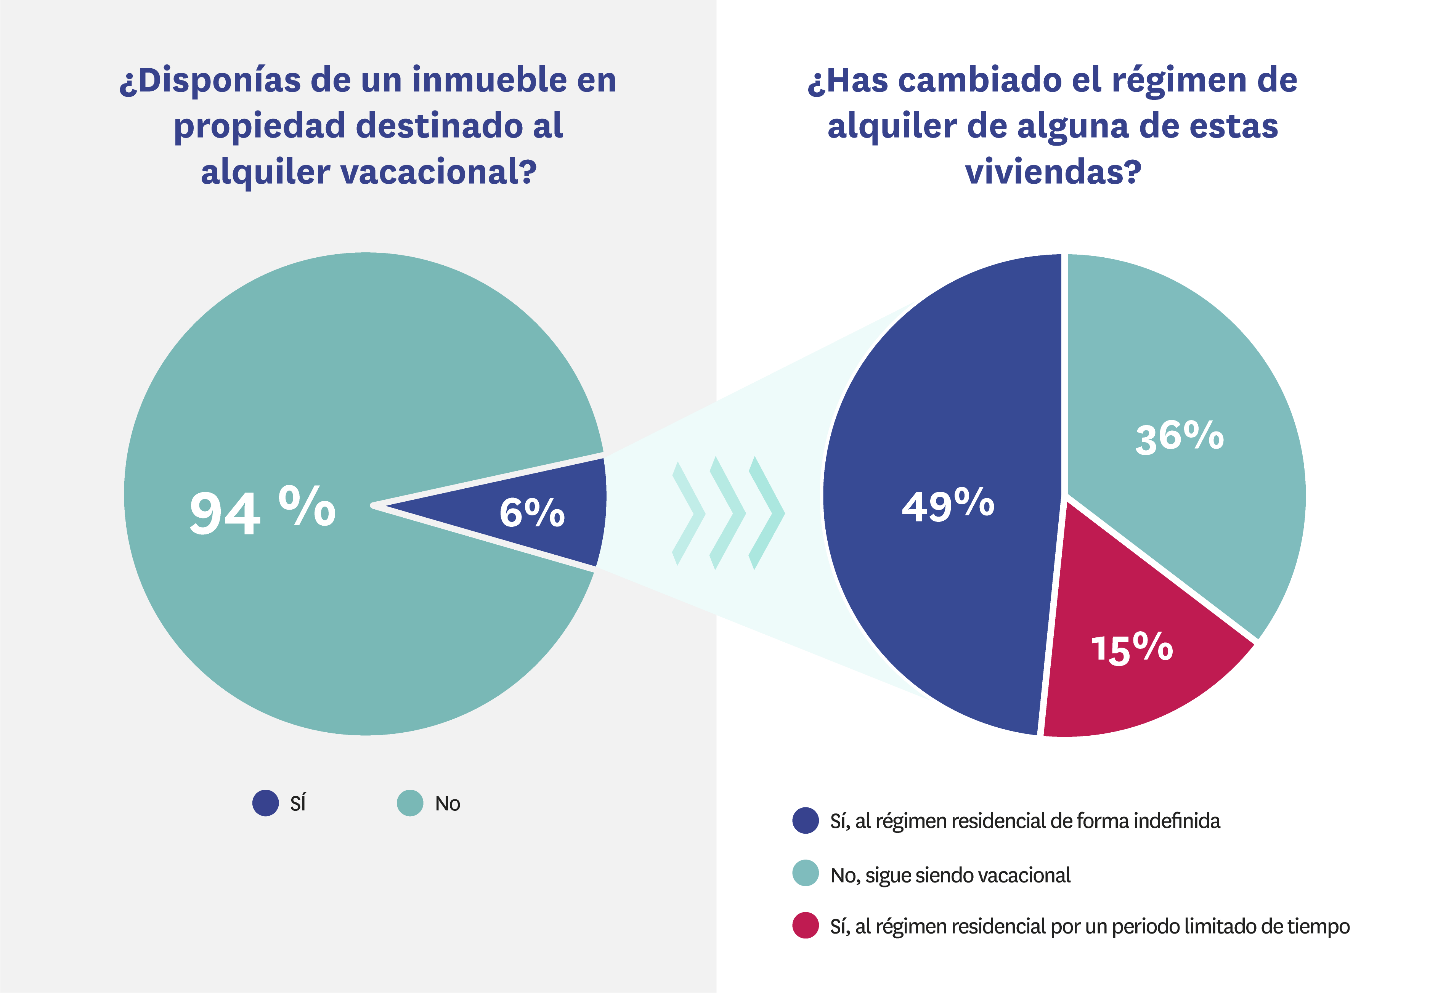 ¿Disponías de un inmueble en
propiedad destinado al
alquiler vacacional?
94 %
6%
SÍ
No
¿Has cambiado el régimen de
alquiler de alguna de estas
viviendas?
36%
49%
15%
Sí, al régimen residencial de forma indefinida
No, sigue siendo vacacional
Sí, al régimen residencial por un periodo limitado de tiempo